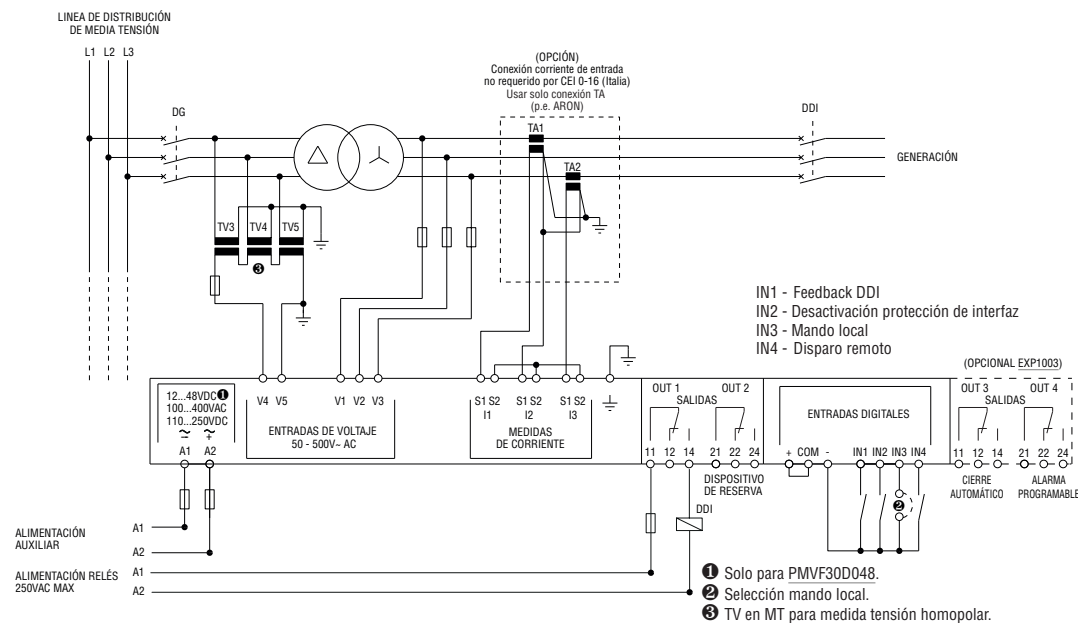 LINEA DE DISTRIBUCIÓN
DE MEDIA TENSIÓN
L1 L2 L3
DG
(OPCIÓN)
Conexión corriente de entrada
no requerido por CEI 0-16 (Italia)
Usar solo conexión TA
(p.e. ARON)
TA1
TA2
DDI
GENERACIÓN
TV3 TV4 TV5
❸
IN1 - Feedback DDI
IN2 - Desactivación protección de interfaz
IN3 - Mando local
IN4 - Disparo remoto
(OPCIONAL EXP1003)
12...48VDC❶
100...400VAC
110...250VDC
~ ~
- +
A1 A2
V4 V5 V1 V2 V3
ENTRADAS DE VOLTAJE
50 - 500V~ AC
S1 S2 S1 S2 S1 S2
I1 I2 I3
MEDIDAS
DE CORRIENTE
OUT 1 OUT 2
SALIDAS
11 12 14 21 22 24
DISPOSITIVO
DE RESERVA
ENTRADAS DIGITALES
+ COM - IN1 IN2 IN3 IN4
❷
OUT 3 OUT 4
SALIDAS
11 12 14 21 22 24
CIERRE
AUTOMÁTICO
ALARMA
PROGRAMABLE
DDI
ALIMENTACIÓN
AUXILIAR
A1
A2
ALIMENTACIÓN RELÉS
250VAC MAX
A1
A2
❶ Solo para PMVF30D048.
❷ Selección mando local.
❸ TV en MT para medida tensión homopolar.